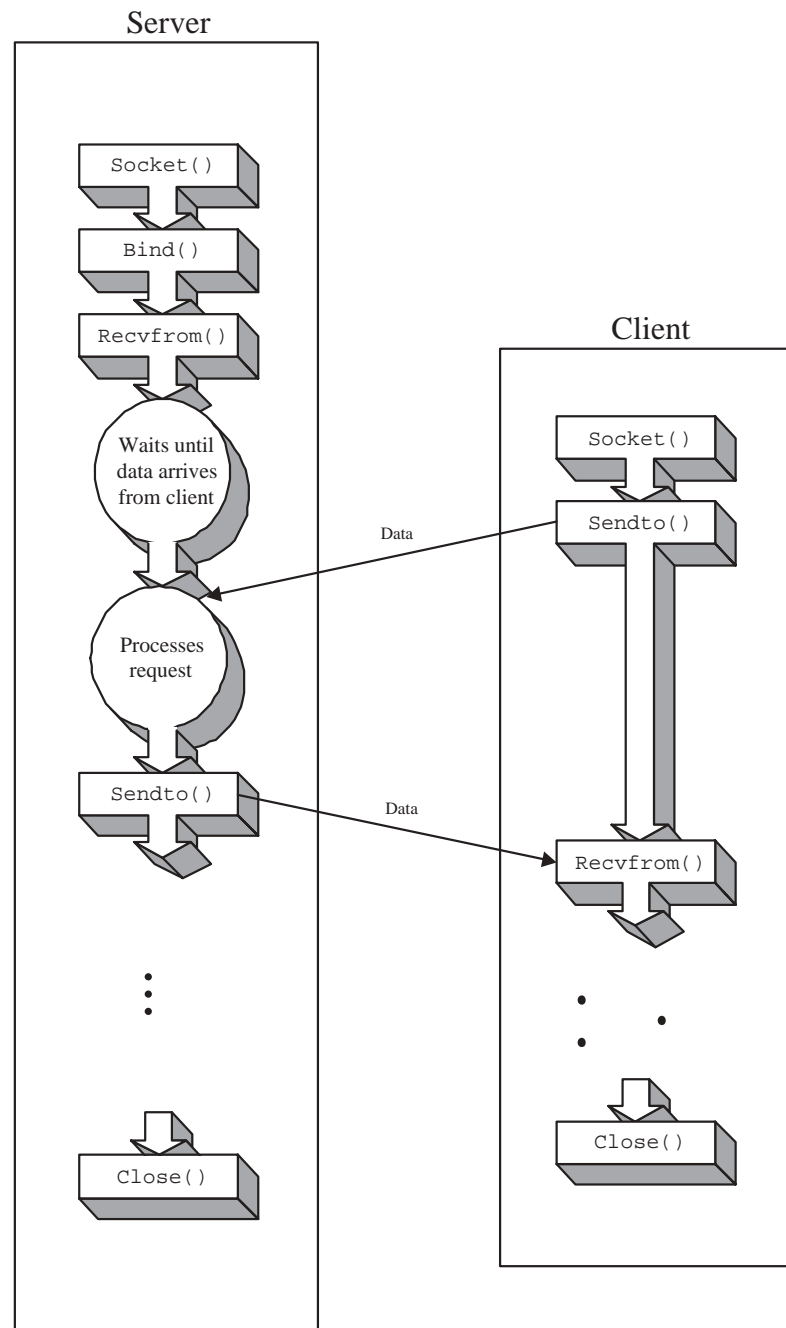 Server
Socket()
Bind()
Recvfrom()
Waits until
data arrives
from client
Processes
request
Sendto()
Close()
Data
Data
Client
Socket()
Sendto()
Recvfrom()
Close()